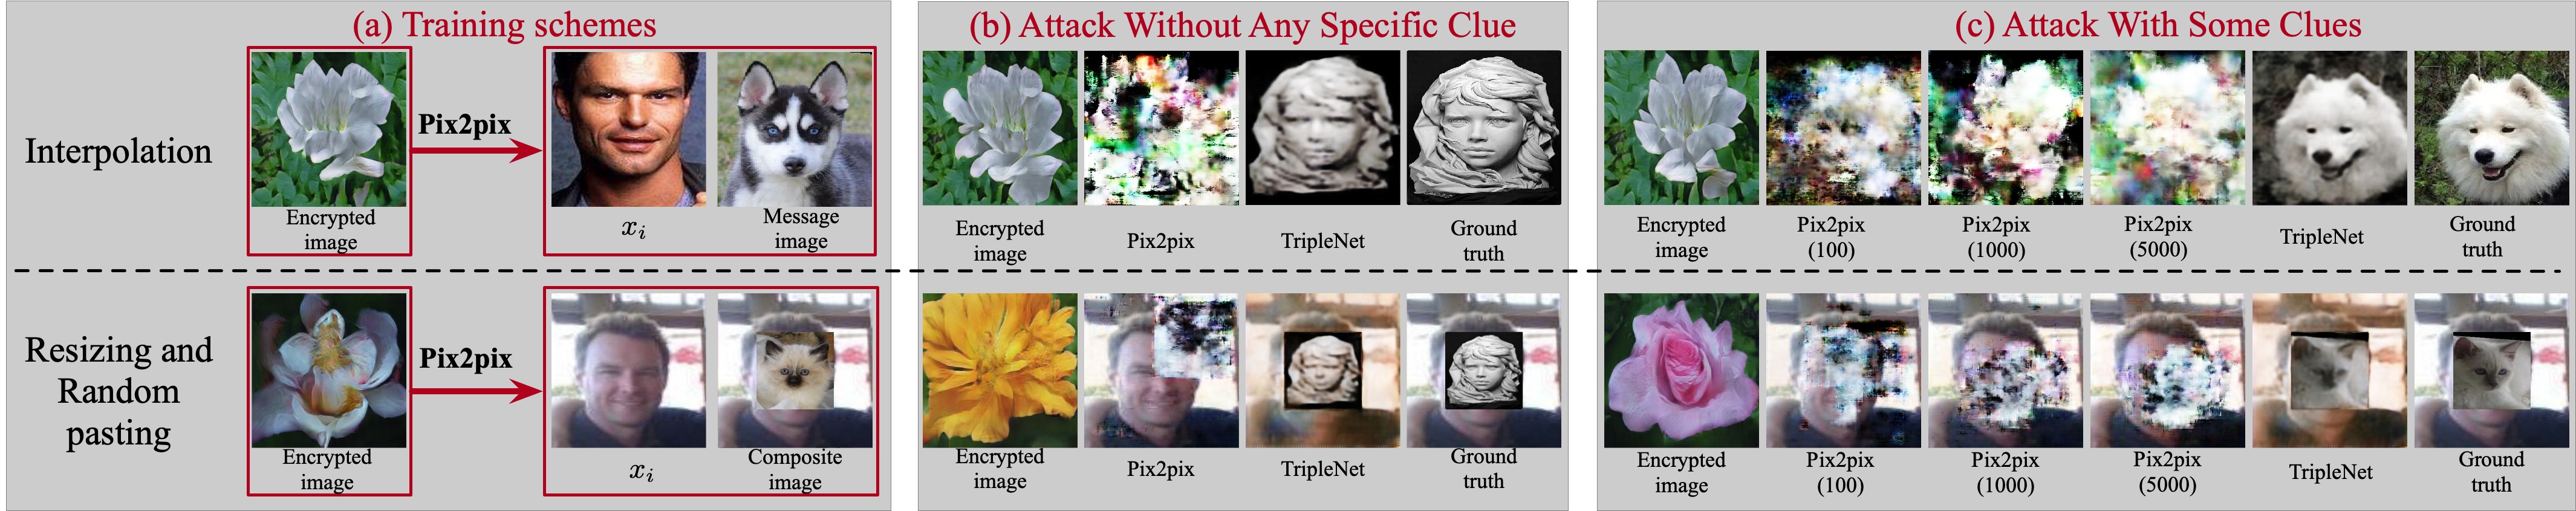 (a) Training schemes
Interpolation
Pix2pix
Encrypted
image
x_i
Message
image
Resizing and
Random
pasting
Pix2pix
Encrypted
image
x_i
Composite
image
(b) Attack Without Any Specific Clue
Encrypted
image
Pix2pix
TripleNet
Ground
truth
Encrypted
image
Pix2pix
TripleNet
Ground
truth
(c) Attack With Some Clues
Encrypted
image
Pix2pix
(100)
Pix2pix
(1000)
Pix2pix
(5000)
TripleNet
Ground
truth
Encrypted
image
Pix2pix
(100)
Pix2pix
(1000)
Pix2pix
(5000)
TripleNet
Ground
truth